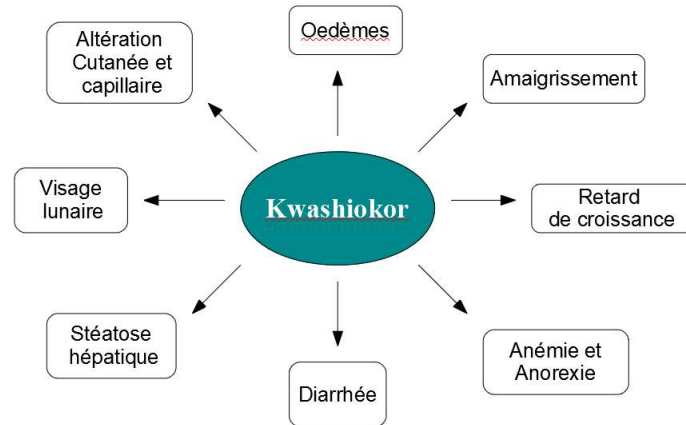 Oedèmes
Altération
Cutanée et
capillaire
Amaigrissement
Visage
lunaire
Kwashiokor
Retard
de croissance
Stéatose
hépatique
Anémie et
Anorexie
Diarrhée